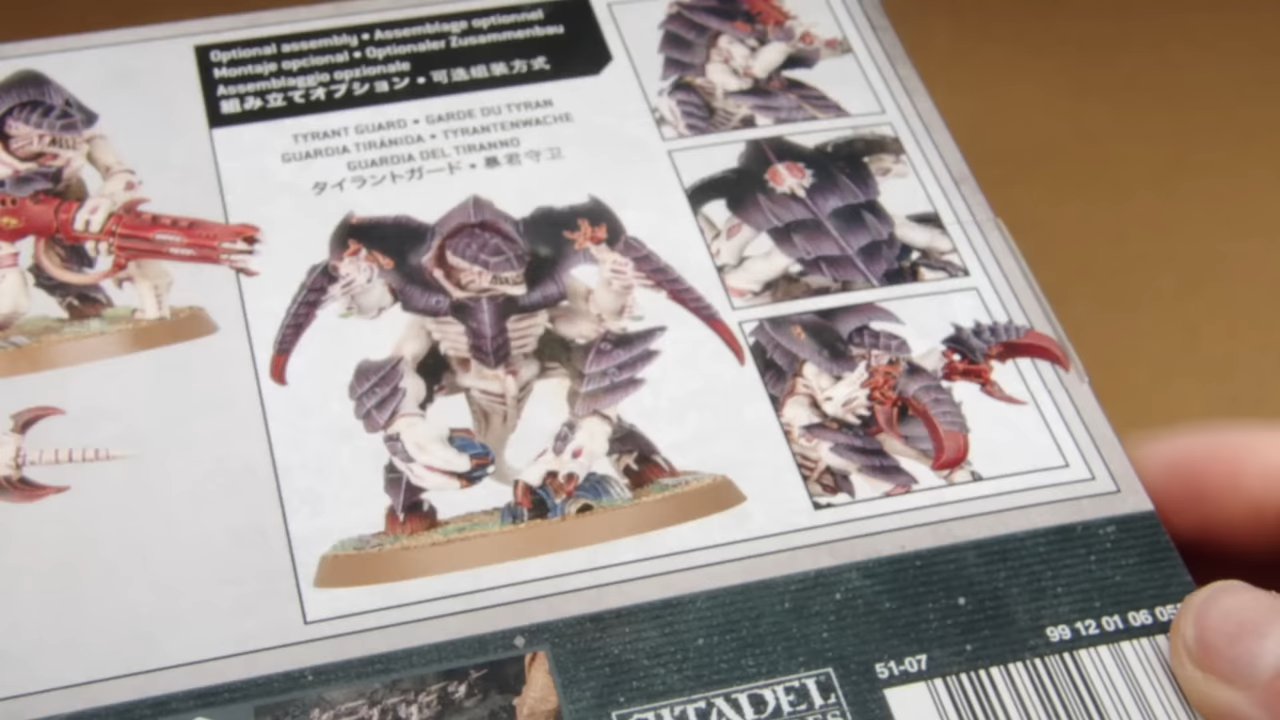 Optional assembly • Assemblage optionnel
Montaje opcional • Optionaler Zusammenbau
Assemblaggio opzionale
組み立てオプション • 可选组装方式
TYRANT GUARD • GARDE DU TYRAN
GUARDIA TIRÁNIDA • TYRANTENWACHE
GUARDIA DEL TIRANNO
タイラントガード • 暴君守卫
99 12 01 06 05
51-07
CITADEL